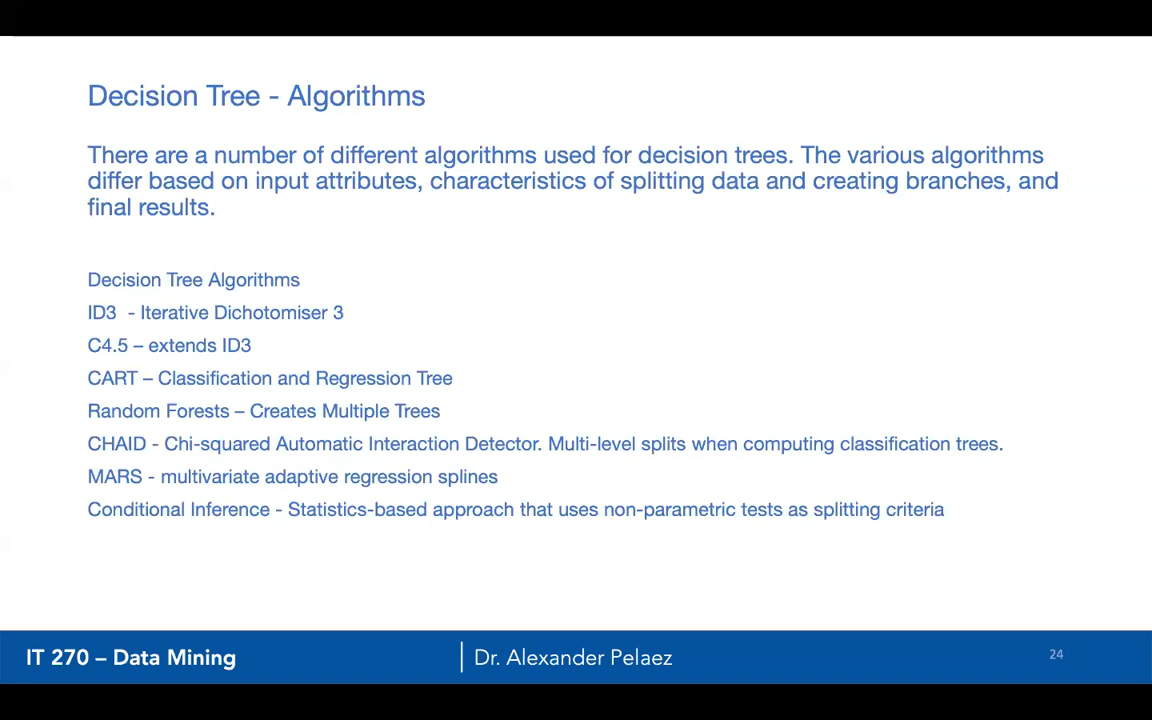 Decision Tree - Algorithms
There are a number of different algorithms used for decision trees. The various algorithms
differ based on input attributes, characteristics of splitting data and creating branches, and
final results.
Decision Tree Algorithms
ID3  - Iterative Dichotomiser 3
C4.5 – extends ID3
CART – Classification and Regression Tree
Random Forests – Creates Multiple Trees
CHAID - Chi-squared Automatic Interaction Detector. Multi-level splits when computing classification trees.
MARS - multivariate adaptive regression splines
Conditional Inference - Statistics-based approach that uses non-parametric tests as splitting criteria
IT 270 – Data Mining
Dr. Alexander Pelaez
24